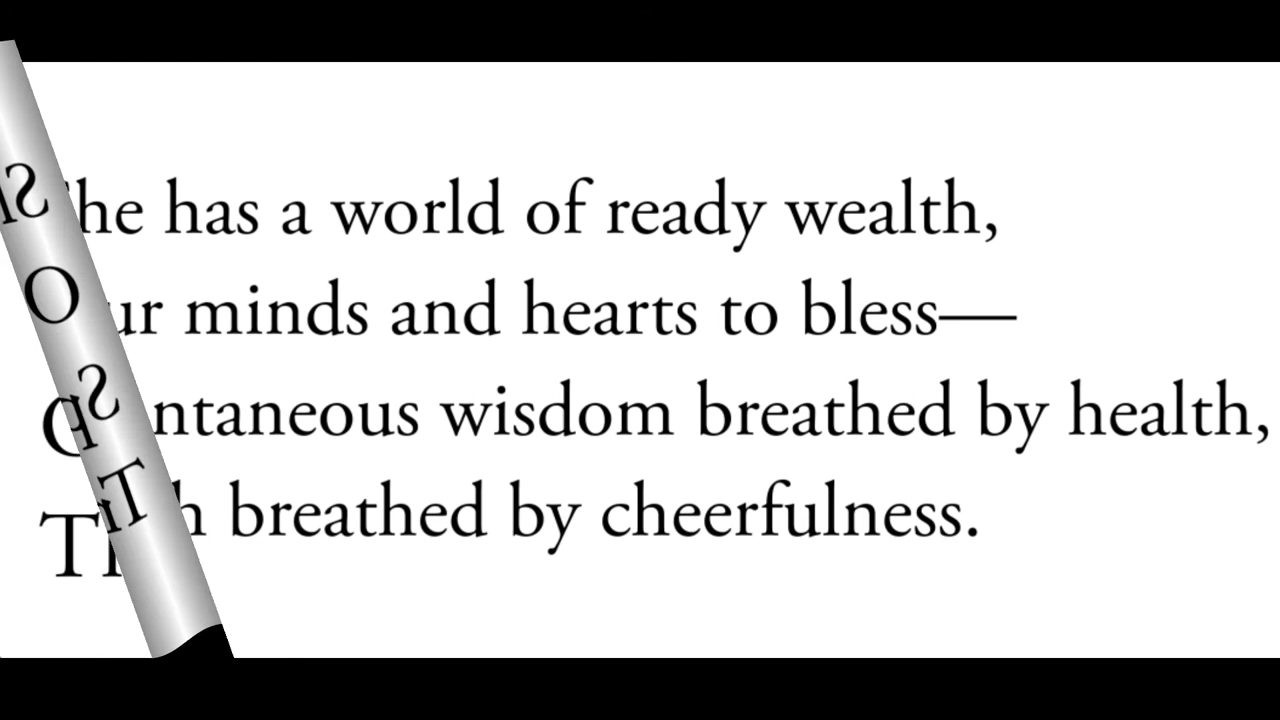 has a world of ready wealth,
minds and hearts to bless—
wisdom breathed by health,
breathed by cheerfulness.